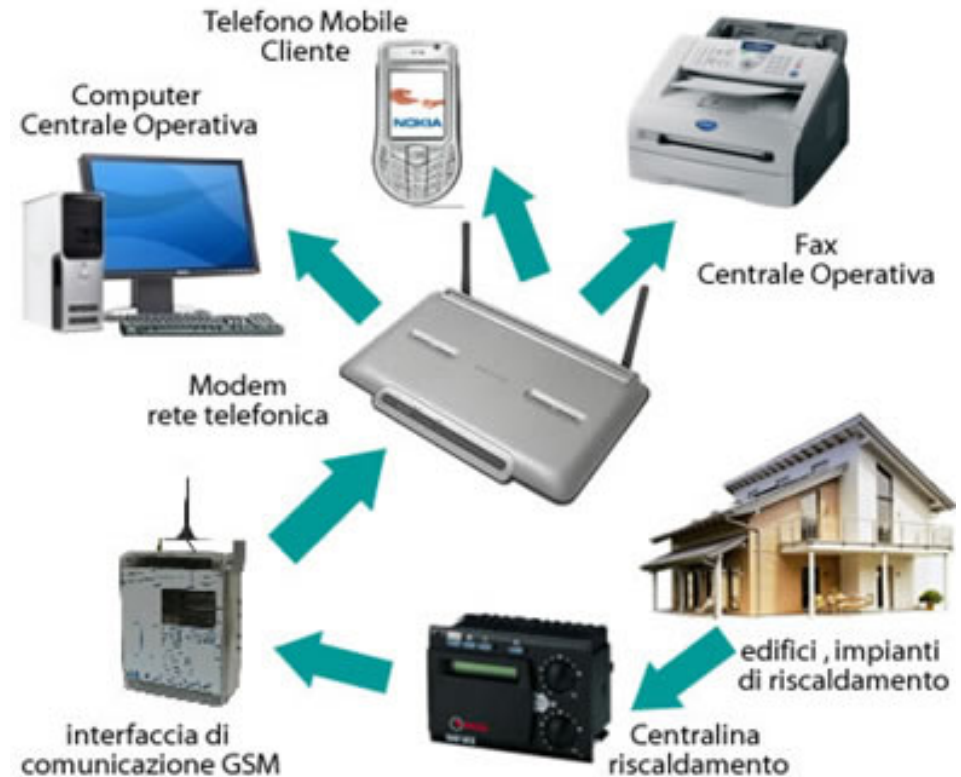 Telefono Mobile
Cliente
Computer
Centrale Operativa
NOKIA
Fax
Centrale Operativa
Modem
rete telefonica
edifici , impianti
di riscaldamento
interfaccia di
comunicazione GSM
Centralina
riscaldamento